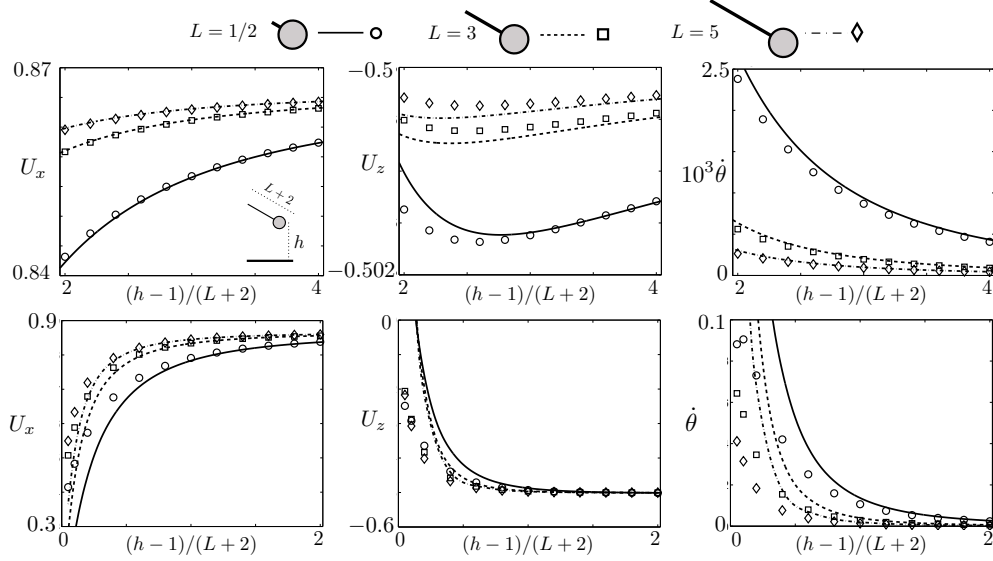 L = 1/2
L = 3
L = 5
0.87
U_x
0.84
2
(h − 1)/(L + 2)
4
L + 2
h
−0.5
U_z
−0.502
2
(h − 1)/(L + 2)
4
2.5
10³θ̇
0
2
(h − 1)/(L + 2)
4
0.9
U_x
0.3
0
(h − 1)/(L + 2)
2
0
U_z
−0.6
0
(h − 1)/(L + 2)
2
0.1
θ̇
0
0
(h − 1)/(L + 2)
2